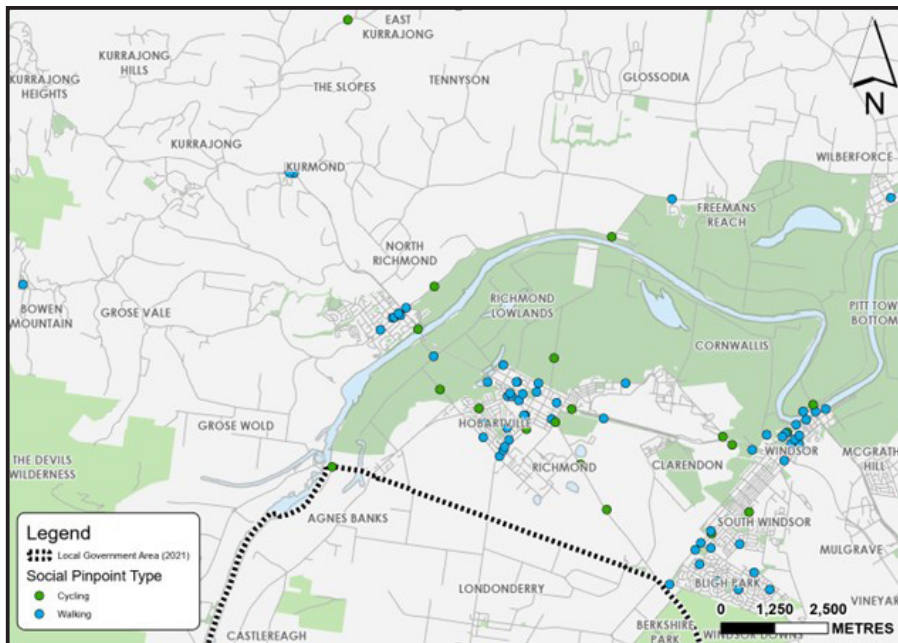 EAST
KURRAJONG
KURRAJONG
HILLS
KURRAJONG
HEIGHTS
THE SLOPES
TENNYSON
GLOSSODIA
N
KURRAJONG
KURMOND
WILBERFORCE
FREEMANS
REACH
NORTH
RICHMOND
BOWEN
MOUNTAIN
GROSE VALE
RICHMOND
LOWLANDS
PITT TOWN
BOTTOM
CORNWALLIS
GROSE WOLD
HOBARTVILLE
THE DEVILS
WILDERNESS
RICHMOND
CLARENDON
WINDSOR
MCGRATH
HILL
AGNES BANKS
SOUTH WINDSOR
MULGRAVE
LONDONDERRY
BLIGH PARK
VINEYAR
CASTLEREAGH
BERKSHIRE
PARK
WINDSOR DOWNS
Legend
Local Government Area (2021)
Social Pinpoint Type
Cycling
Walking
0 1,250 2,500
METRES